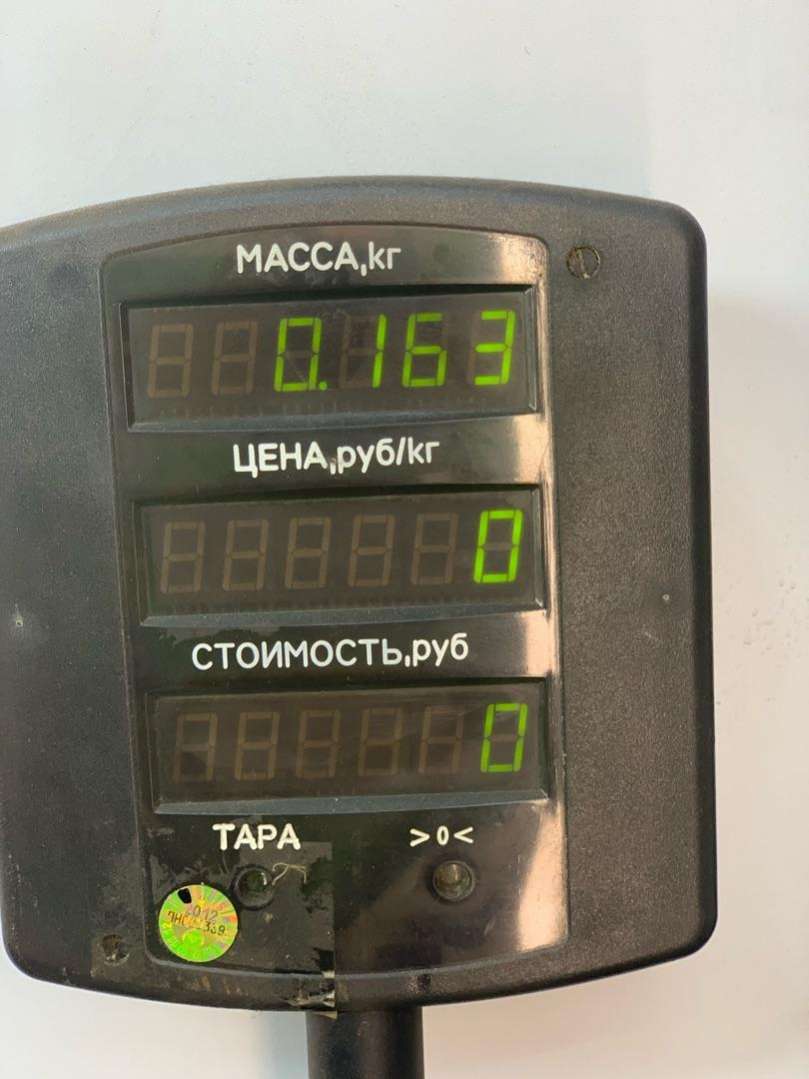 МАССА,кг
0.163
ЦЕНА,руб/кг
0
СТОИМОСТЬ,руб
0
ТАРА >0<